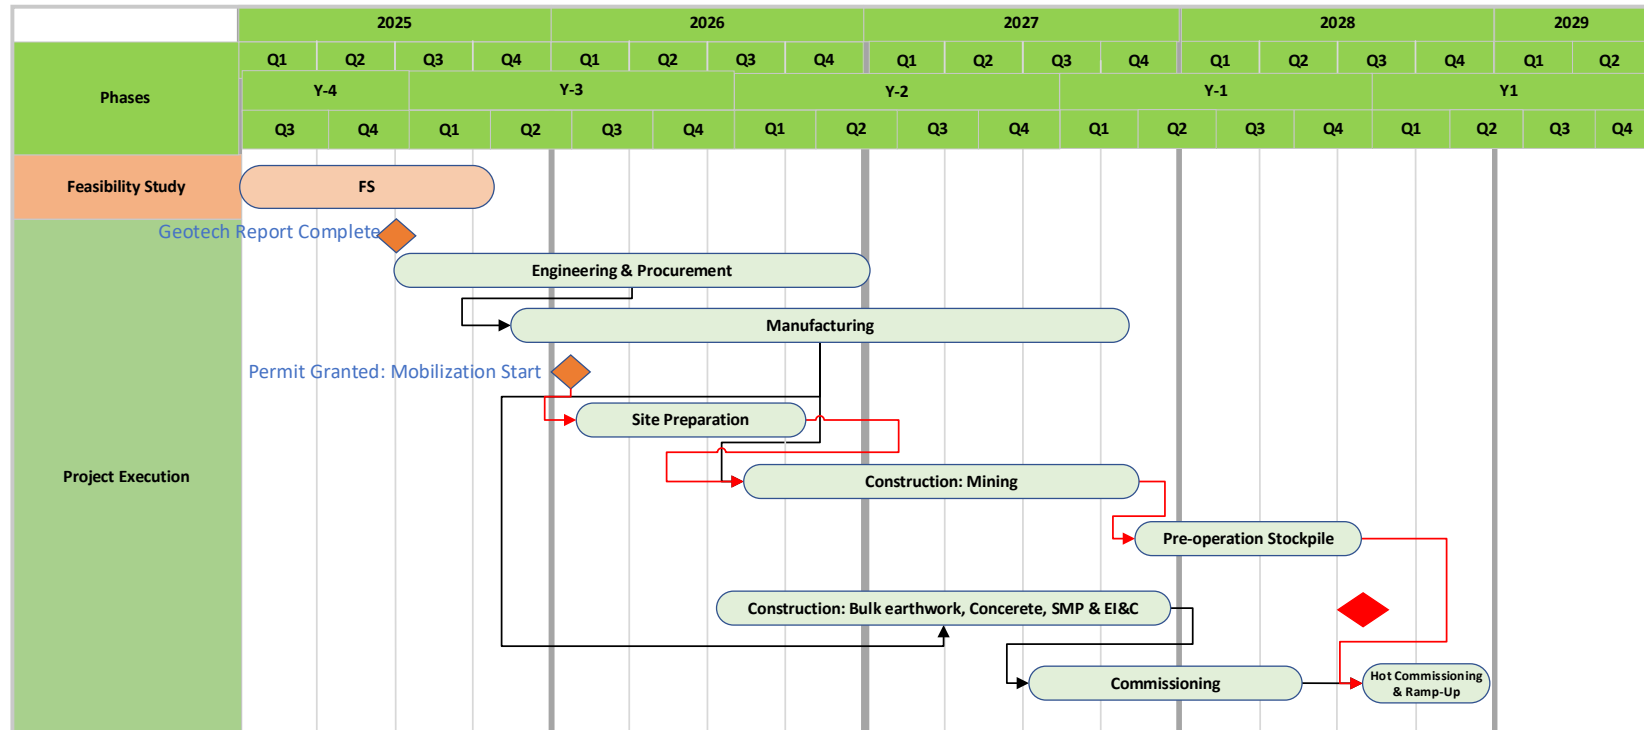 2025 2026 2027 2028 2029
Q1 Q2 Q3 Q4 Q1 Q2 Q3 Q4 Q1 Q2 Q3 Q4 Q1 Q2 Q3 Q4 Q1 Q2
Phases
Y-4 Y-3 Y-2 Y-1 Y1
Q3 Q4 Q1 Q2 Q3 Q4 Q1 Q2 Q3 Q4 Q1 Q2 Q3 Q4 Q1 Q2 Q3 Q4
Feasibility Study
FS
Geotech Report Complete
Engineering & Procurement
Manufacturing
Permit Granted: Mobilization Start
Site Preparation
Project Execution
Construction: Mining
Pre-operation Stockpile
Construction: Bulk earthwork, Concerete, SMP & EI&C
Commissioning
Hot Commissioning
& Ramp-Up